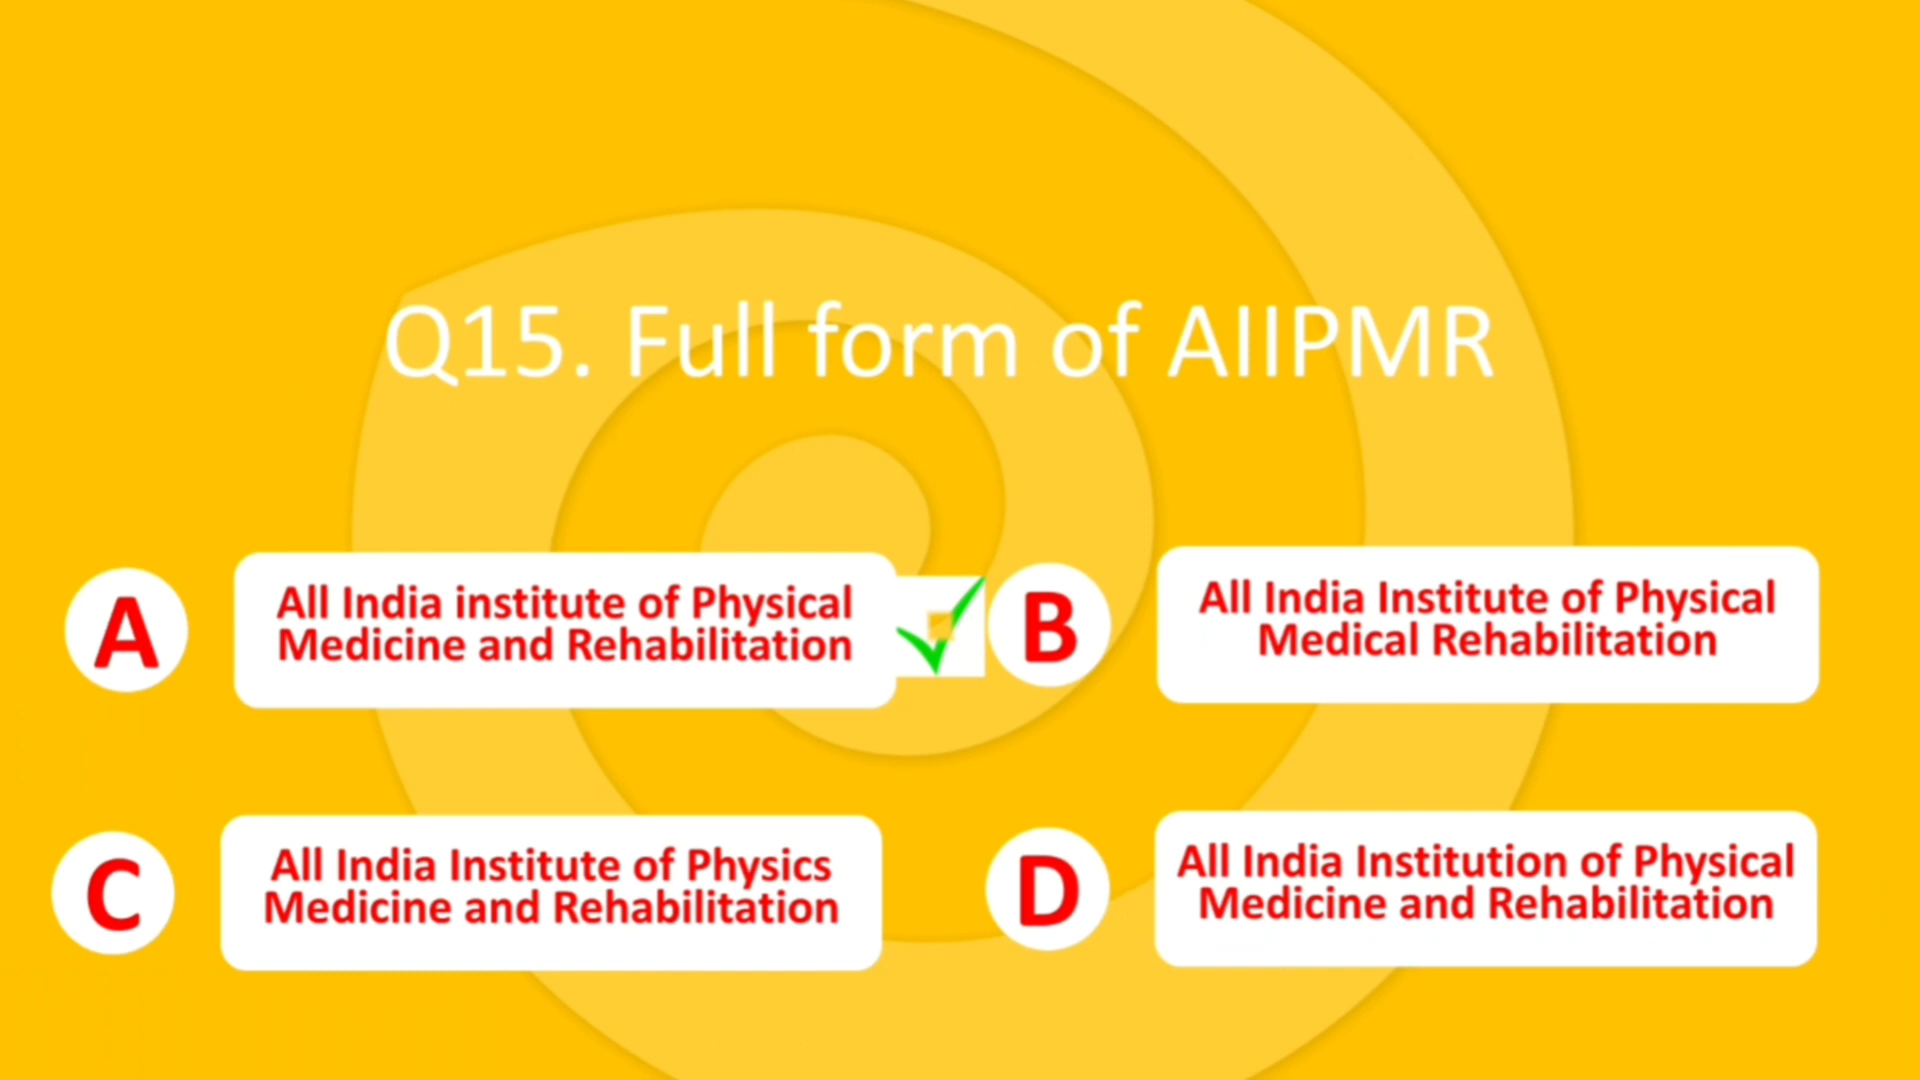 Q15. Full form of AIIPMR
A
All India institute of Physical
Medicine and Rehabilitation
B
All India Institute of Physical
Medical Rehabilitation
C
All India Institute of Physics
Medicine and Rehabilitation
D
All India Institution of Physical
Medicine and Rehabilitation